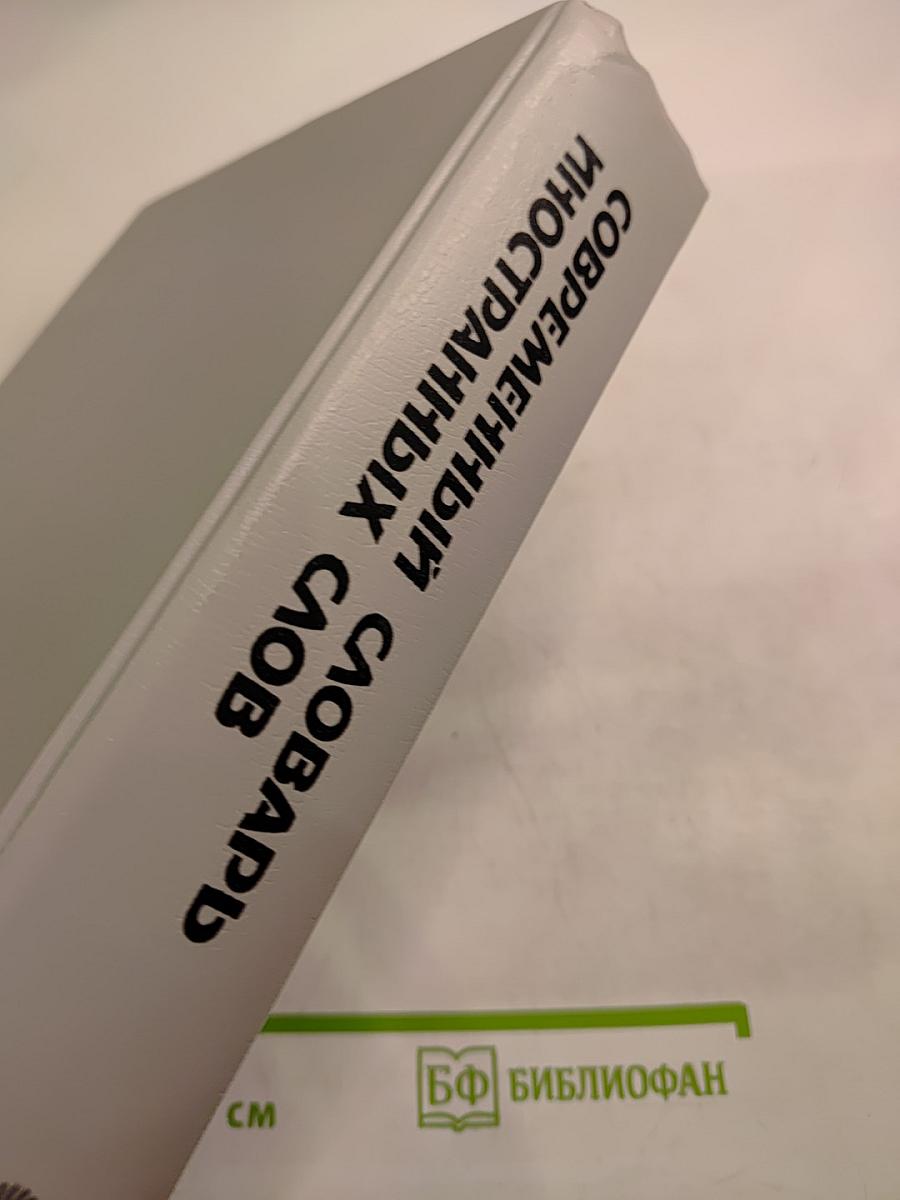 СОВРЕМЕННЫЙ СЛОВАРЬ
ИНОСТРАННЫХ СЛОВ
см
БФ БИБЛИОФАН